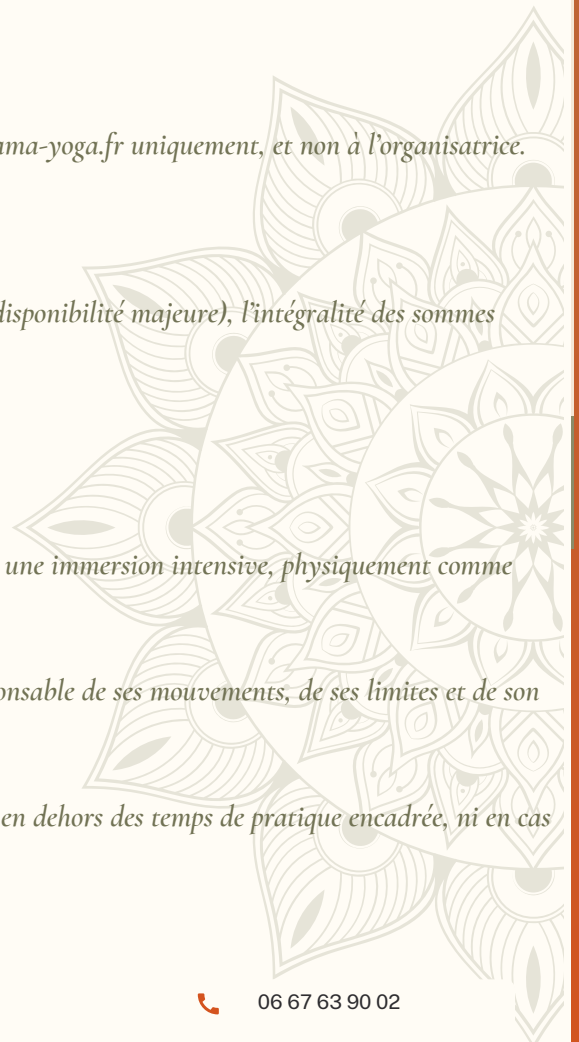 ama-yoga.fr uniquement, et non à l’organisatrice.
disponibilité majeure), l’intégralité des sommes
une immersion intensive, physiquement comme
onsable de ses mouvements, de ses limites et de son
en dehors des temps de pratique encadrée, ni en cas
06 67 63 90 02